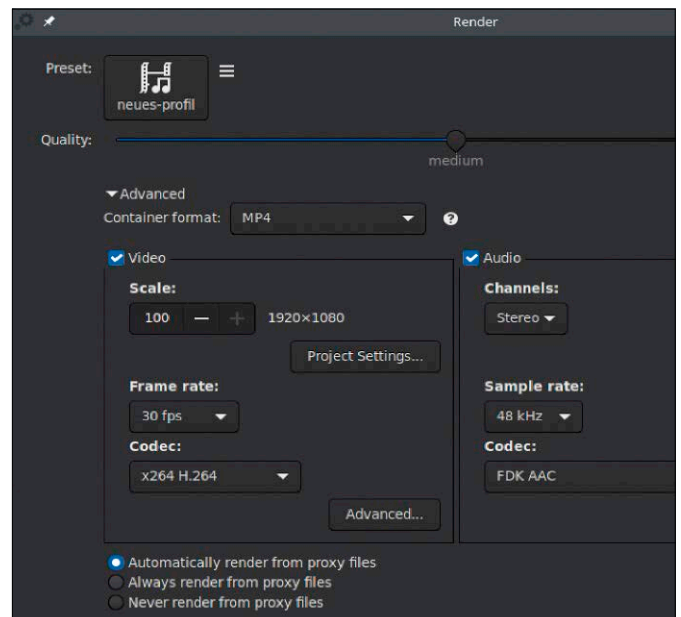 Render
Preset:
neues-profil
Quality:
medium
Advanced
Container format: MP4
?
Video
Scale:
100 — + 1920×1080
Project Settings...
Frame rate:
30 fps
Codec:
x264 H.264
Advanced...
Audio
Channels:
Stereo
Sample rate:
48 kHz
Codec:
FDK AAC
Automatically render from proxy files
Always render from proxy files
Never render from proxy files